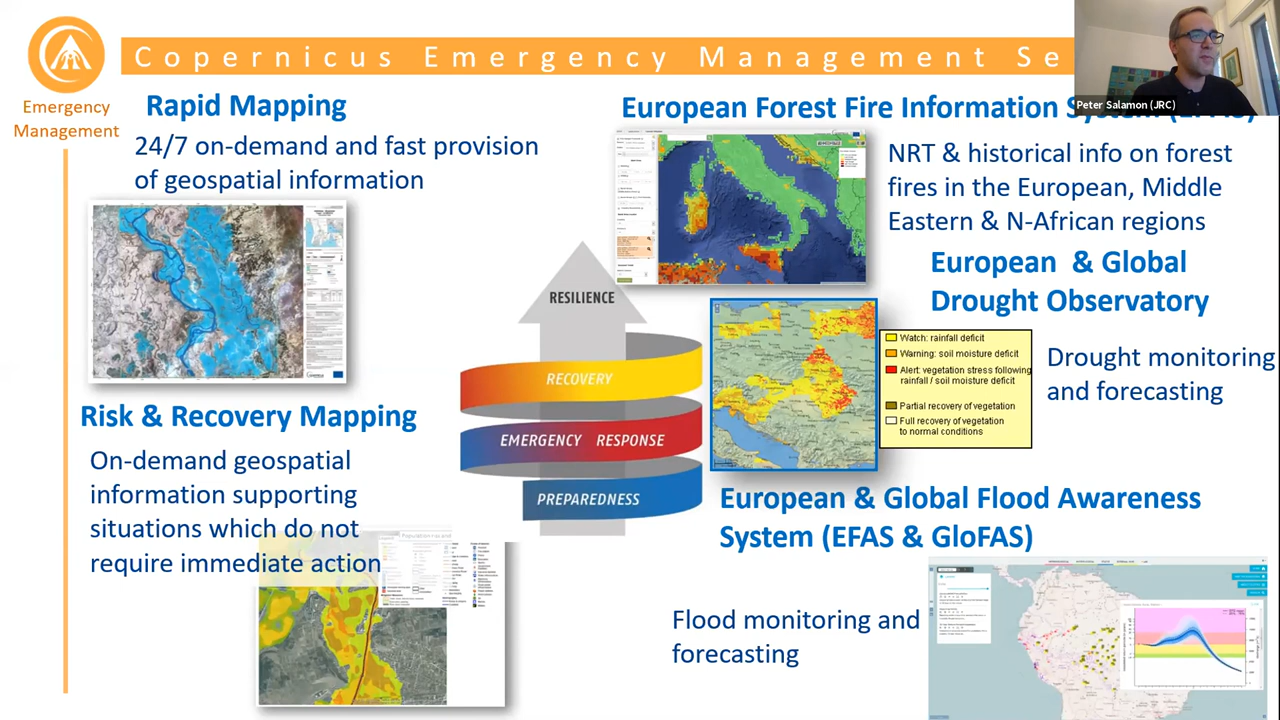 Copernicus Emergency Management Se
Peter Salamon (JRC)
Emergency
Management
Rapid Mapping
24/7 on-demand and fast provision
of geospatial information
Risk & Recovery Mapping
On-demand geospatial
information supporting
situations which do not
require immediate action
RESILIENCE
RECOVERY
EMERGENCY RESPONSE
PREPAREDNESS
European Forest Fire Information
NRT & historical info on forest
fires in the European, Middle
Eastern & N-African regions
European & Global
Drought Observatory
Watch: rainfall deficit
Warning: soil moisture deficit
Alert: vegetation stress following
rainfall / soil moisture deficit
Partial recovery of vegetation
Full recovery of vegetation
to normal conditions
Drought monitoring
and forecasting
European & Global Flood Awareness
System (EFAS & GloFAS)
Flood monitoring and
forecasting